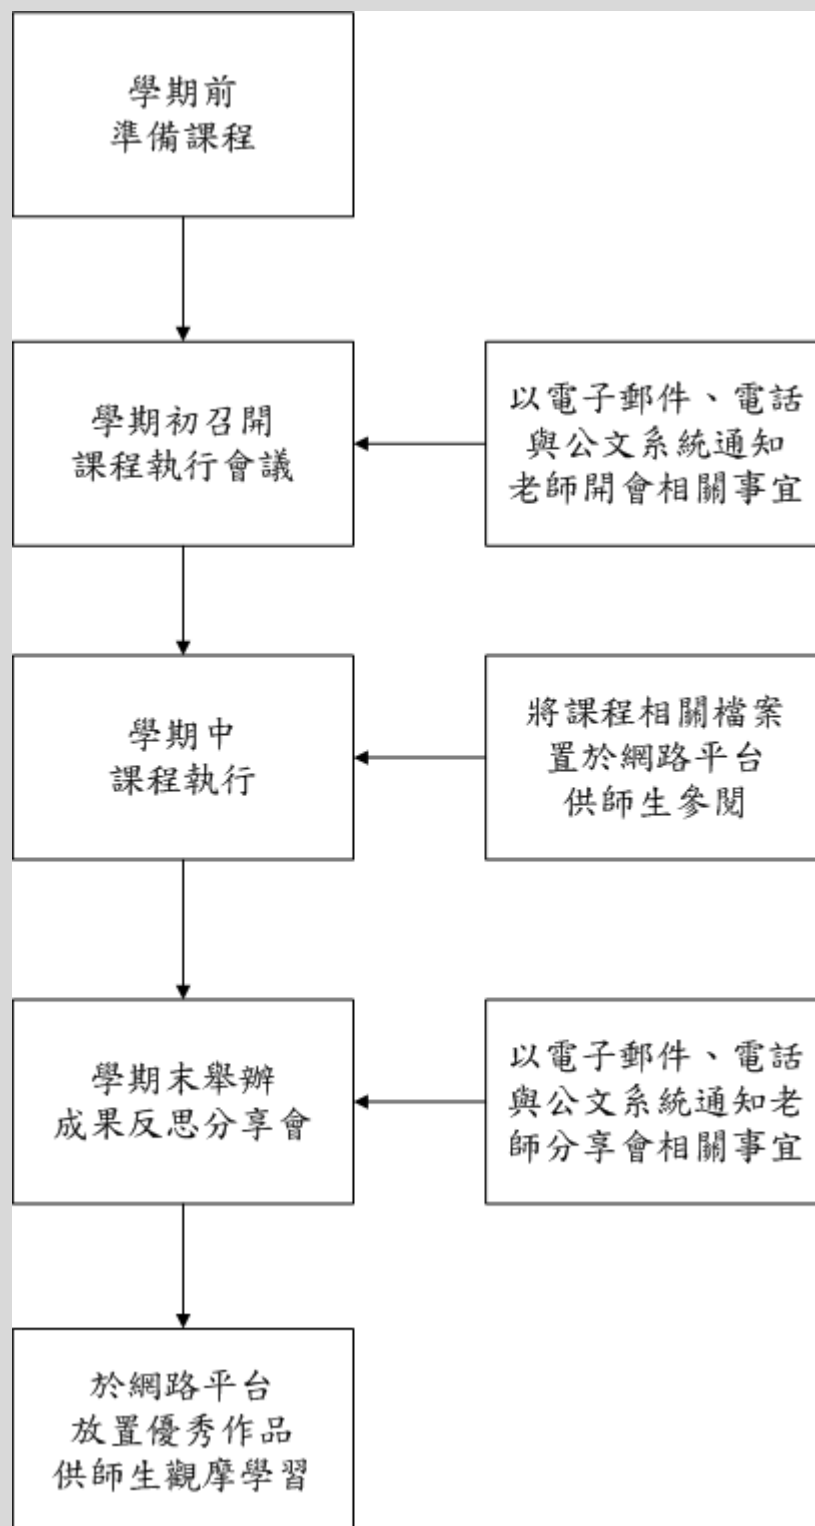 學期前
準備課程
學期初召開
課程執行會議
以電子郵件、電話
與公文系統通知
老師開會相關事宜
學期中
課程執行
將課程相關檔案
置於網路平台
供師生參閱
學期末舉辦
成果反思分享會
以電子郵件、電話
與公文系統通知老
師分享會相關事宜
於網路平台
放置優秀作品
供師生觀摩學習